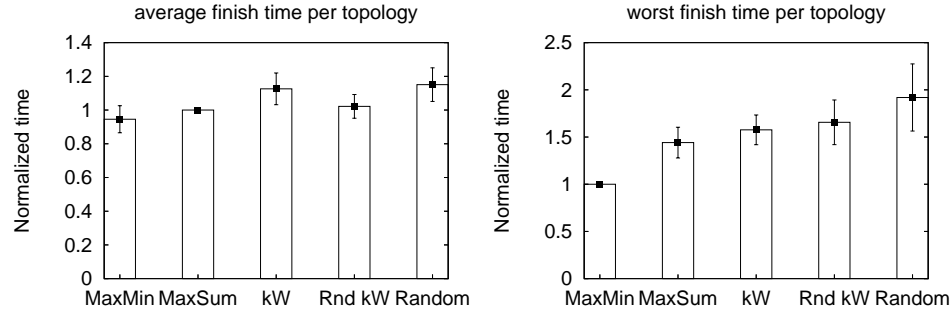 average finish time per topology
Normalized time
1.4
1.2
1
0.8
0.6
0.4
0.2
0
MaxMin MaxSum kW Rnd kW Random
worst finish time per topology
Normalized time
2.5
2
1.5
1
0.5
0
MaxMin MaxSum kW Rnd kW Random